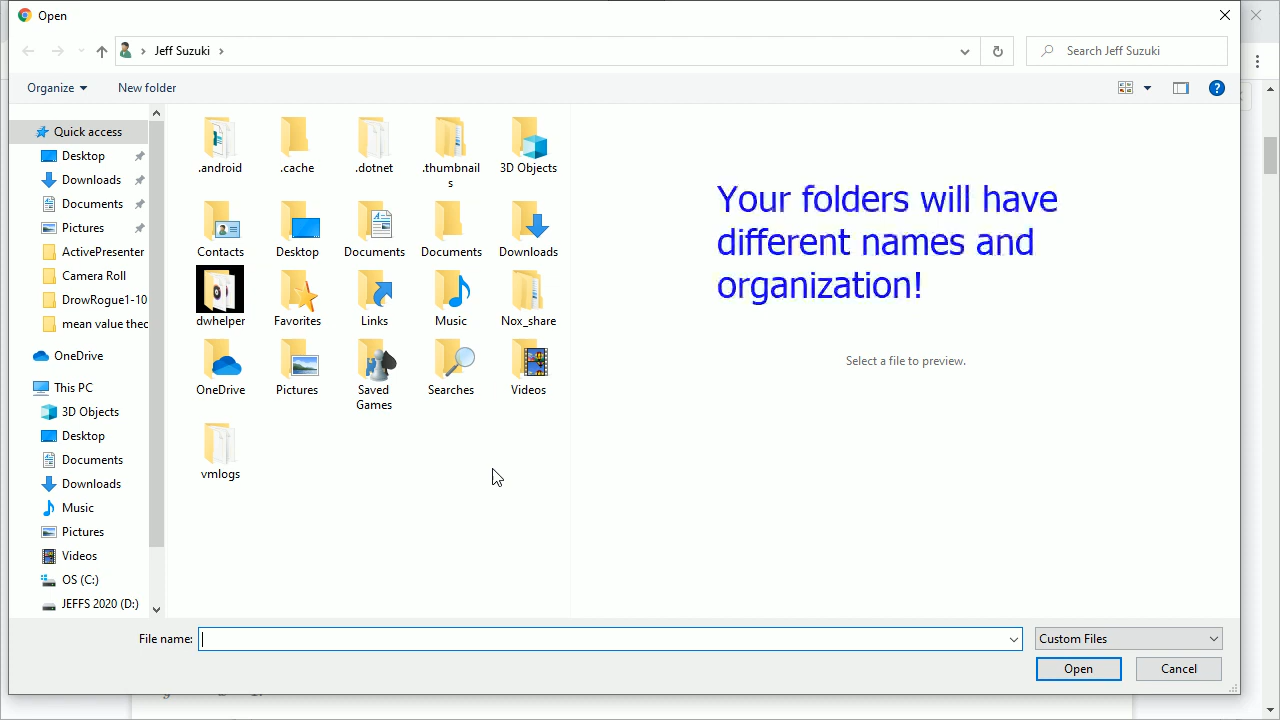 Open
Jeff Suzuki
Search Jeff Suzuki
Organize
New folder
Quick access
Desktop
Downloads
Documents
Pictures
ActivePresenter
Camera Roll
DrowRogue1-10
mean value theo
OneDrive
This PC
3D Objects
Desktop
Documents
Downloads
Music
Pictures
Videos
OS (C:)
JEFFS 2020 (D:)
.android
.cache
.dotnet
.thumbnail
s
3D Objects
Contacts
Desktop
Documents
Documents
Downloads
dwhelper
Favorites
Links
Music
Nox_share
OneDrive
Pictures
Saved
Games
Searches
Videos
vmlogs
Your folders will have
different names and
organization!
Select a file to preview.
File name:
Custom Files
Open
Cancel